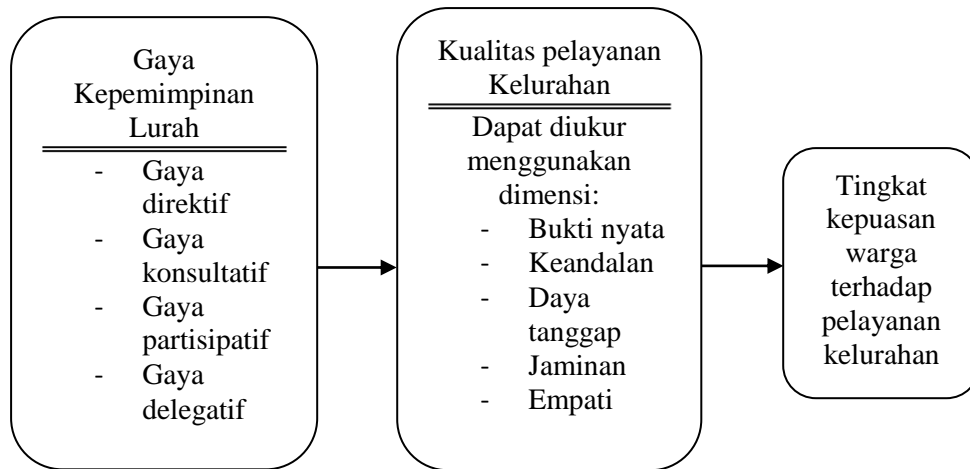 Gaya
Kepemimpinan
Lurah
- Gaya
direktif
- Gaya
konsultatif
- Gaya
partisipatif
- Gaya
delegatif
Kualitas pelayanan
Kelurahan
Dapat diukur
menggunakan
dimensi:
- Bukti nyata
- Keandalan
- Daya
tanggap
- Jaminan
- Empati
Tingkat
kepuasan
warga
terhadap
pelayanan
kelurahan